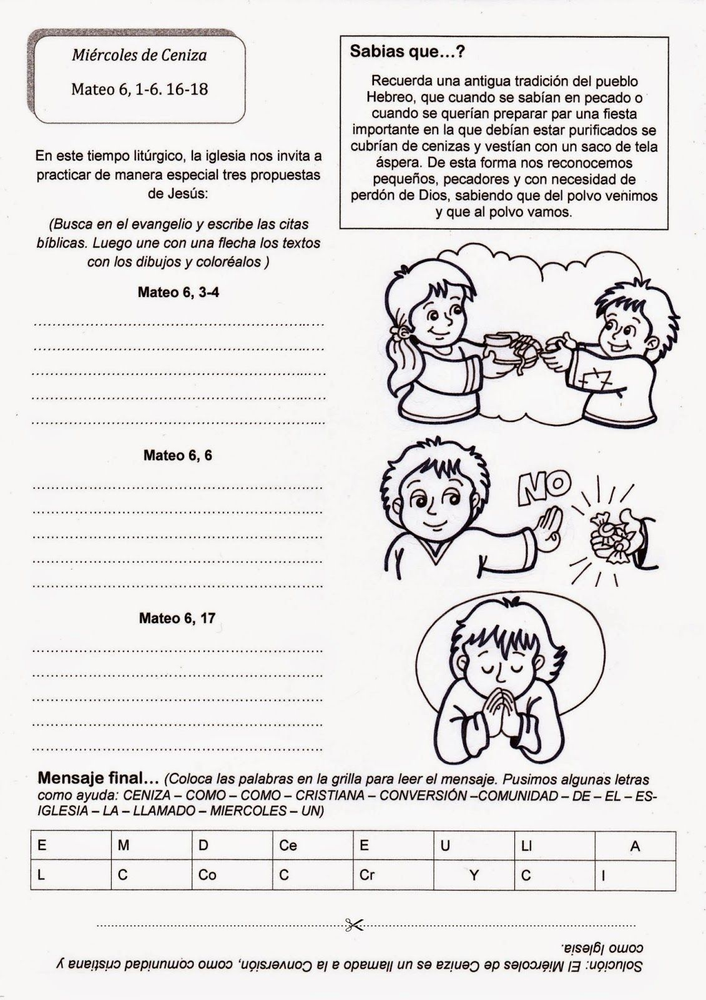 Miércoles de Ceniza
Mateo 6, 1-6. 16-18
En este tiempo litúrgico, la iglesia nos invita a
practicar de manera especial tres propuestas
de Jesús:
(Busca en el evangelio y escribe las citas
bíblicas. Luego une con una flecha los textos
con los dibujos y coloréalos )
Mateo 6, 3-4
Mateo 6, 6
Mateo 6, 17
Sabias que...?
Recuerda una antigua tradición del pueblo
Hebreo, que cuando se sabían en pecado o
cuando se querían preparar par una fiesta
importante en la que debían estar purificados se
cubrían de cenizas y vestían con un saco de tela
áspera. De esta forma nos reconocemos
pequeños, pecadores y con necesidad de
perdón de Dios, sabiendo que del polvo venimos
y que al polvo vamos.
NO
Mensaje final... (Coloca las palabras en la grilla para leer el mensaje. Pusimos algunas letras
como ayuda: CENIZA – COMO – COMO – CRISTIANA – CONVERSIÓN –COMUNIDAD – DE – EL – ES-
IGLESIA – LA – LLAMADO – MIERCOLES – UN)
E M D Ce E U Ll A
L C Co C Cr Y C I
Solución: El Miércoles de Ceniza es un llamado a la Conversión, como comunidad cristiana y
como Iglesia.